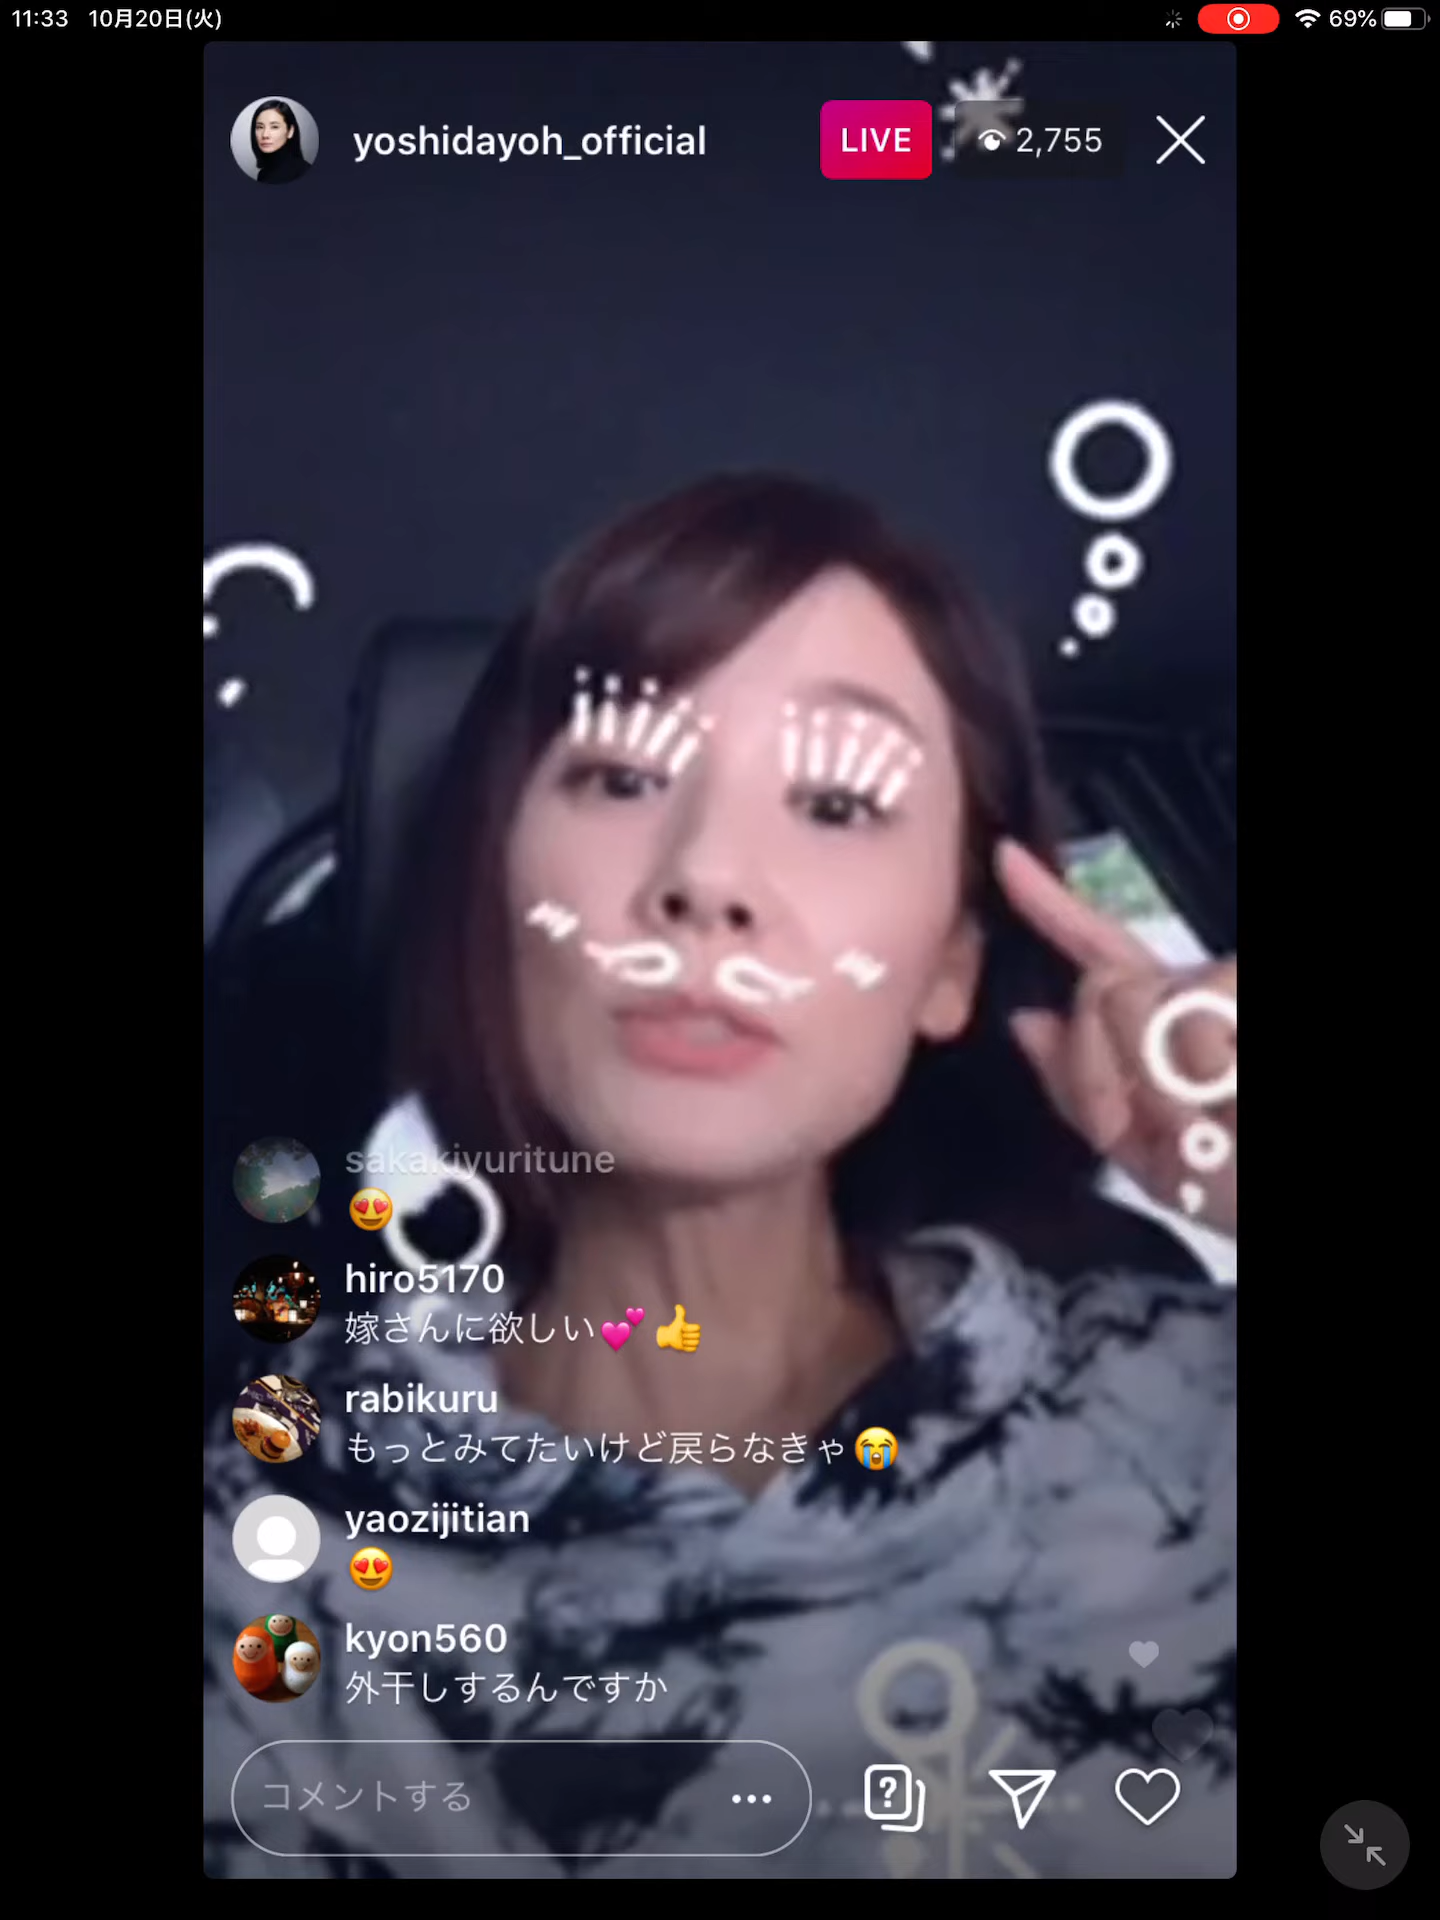 11:33 10月20日(火)
69%
yoshidayoh_official
LIVE
2,755
sakakiyuritune
😍
hiro5170
嫁さんに欲しい💕👍
rabikuru
もっとみてたいけど戻らなきゃ😭
yaozijitian
😍
kyon560
外干しするんですか
コメントする